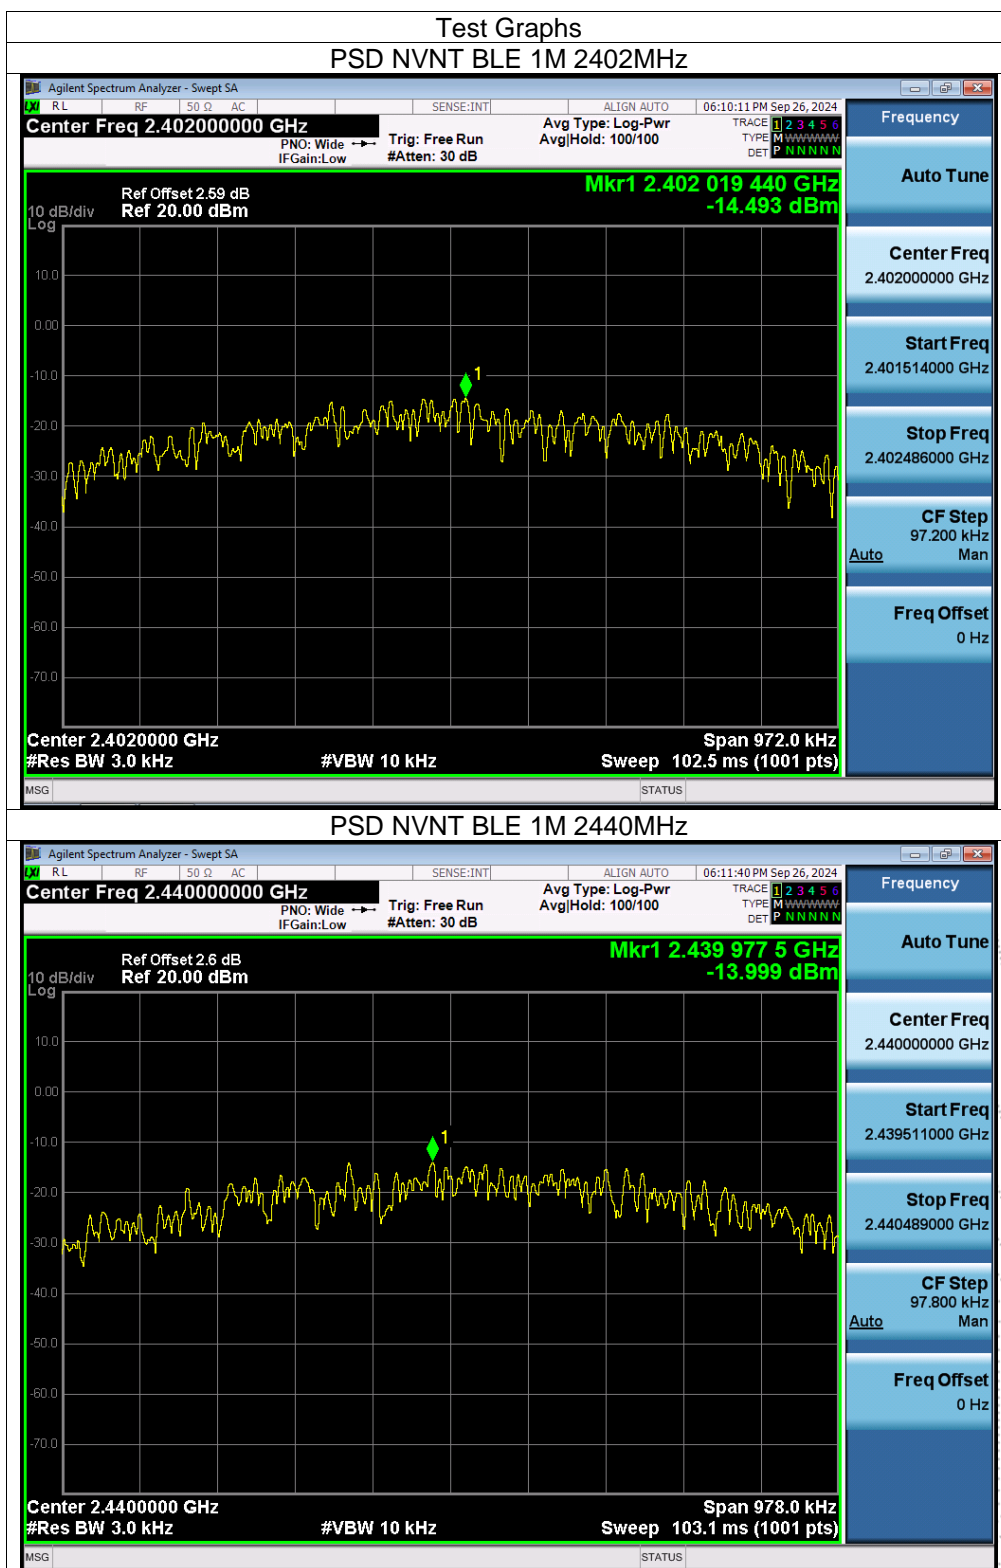 Test Graphs
PSD NVNT BLE 1M 2402MHz
Agilent Spectrum Analyzer - Swept SA
LXI RL RF 50 Ω AC SENSE:INT ALIGN AUTO 06:10:11 PM Sep 26, 2024
Frequency
Center Freq 2.402000000 GHz
PNO: Wide
IFGain:Low
Trig: Free Run
#Atten: 30 dB
Avg Type: Log-Pwr
Avg|Hold: 100/100
TRACE 1 2 3 4 5 6
TYPE M WWWWW
DET P N N N N N
Auto Tune
Mkr1 2.402 019 440 GHz
-14.493 dBm
Ref Offset 2.59 dB
10 dB/div Ref 20.00 dBm
Log
10.0
0.00
-10.0
-20.0
-30.0
-40.0
-50.0
-60.0
-70.0
1
Center Freq
2.402000000 GHz
Start Freq
2.401514000 GHz
Stop Freq
2.402486000 GHz
CF Step
97.200 kHz
Auto Man
Freq Offset
0 Hz
Center 2.4020000 GHz Span 972.0 kHz
#Res BW 3.0 kHz #VBW 10 kHz Sweep 102.5 ms (1001 pts)
MSG STATUS
PSD NVNT BLE 1M 2440MHz
Agilent Spectrum Analyzer - Swept SA
LXI RL RF 50 Ω AC SENSE:INT ALIGN AUTO 06:11:40 PM Sep 26, 2024
Frequency
Center Freq 2.440000000 GHz
PNO: Wide
IFGain:Low
Trig: Free Run
#Atten: 30 dB
Avg Type: Log-Pwr
Avg|Hold: 100/100
TRACE 1 2 3 4 5 6
TYPE M WWWWW
DET P N N N N N
Auto Tune
Mkr1 2.439 977 5 GHz
-13.999 dBm
Ref Offset 2.6 dB
10 dB/div Ref 20.00 dBm
Log
10.0
0.00
-10.0
-20.0
-30.0
-40.0
-50.0
-60.0
-70.0
1
Center Freq
2.440000000 GHz
Start Freq
2.439511000 GHz
Stop Freq
2.440489000 GHz
CF Step
97.800 kHz
Auto Man
Freq Offset
0 Hz
Center 2.4400000 GHz Span 978.0 kHz
#Res BW 3.0 kHz #VBW 10 kHz Sweep 103.1 ms (1001 pts)
MSG STATUS